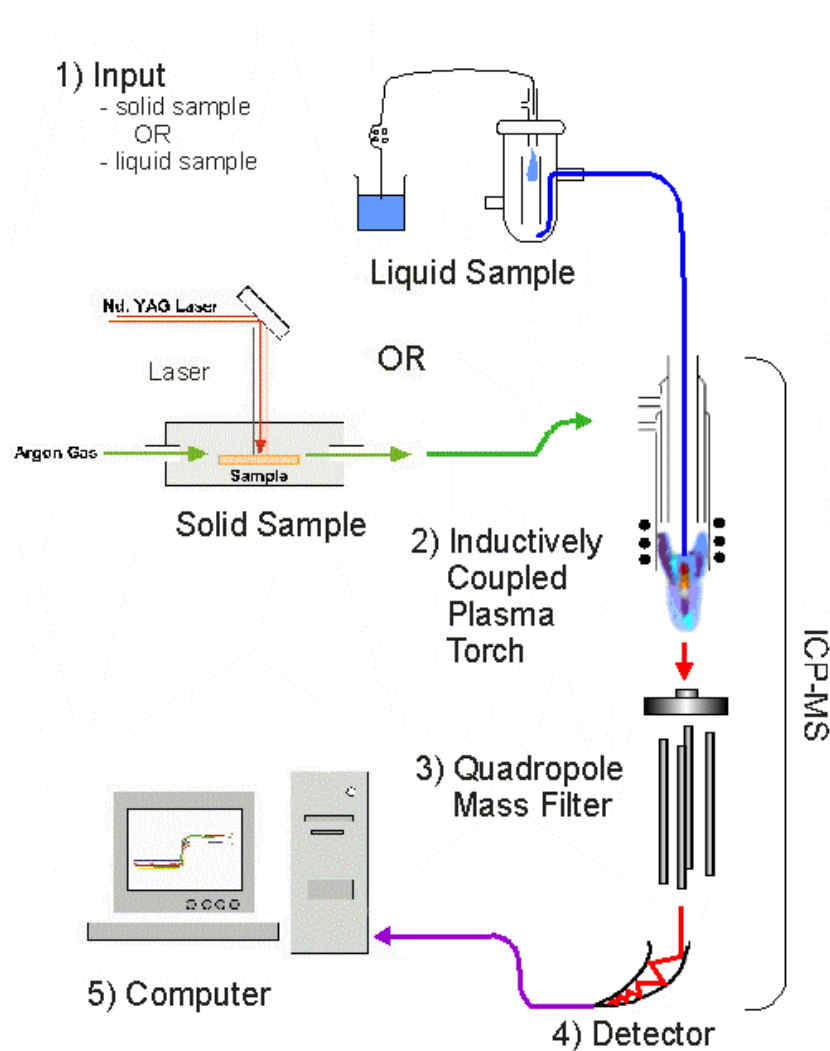 1) Input
- solid sample
OR
- liquid sample
Liquid Sample
Nd. YAG Laser
Laser
OR
Argon Gas
Sample
Solid Sample
2) Inductively
Coupled
Plasma
Torch
ICP-MS
3) Quadropole
Mass Filter
5) Computer
4) Detector